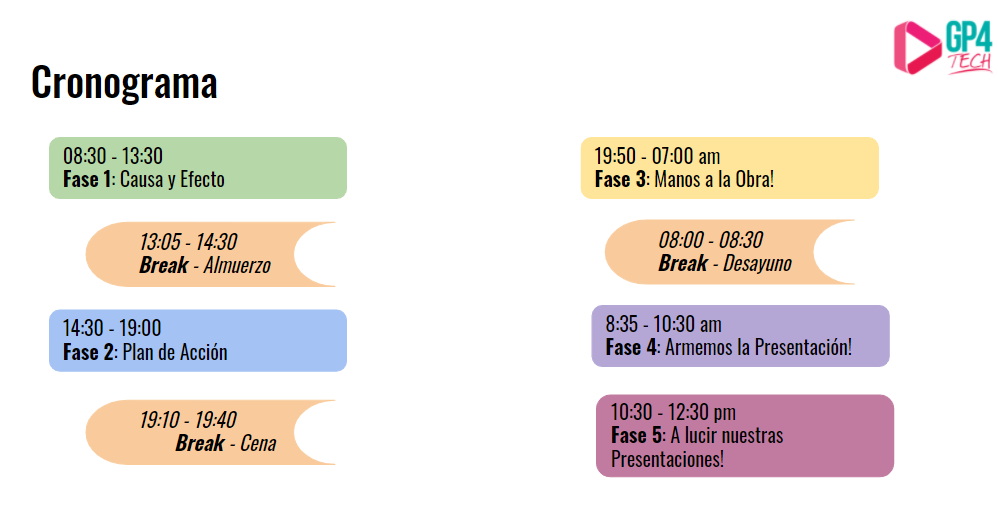 GP4
TECH
Cronograma
08:30 - 13:30
Fase 1: Causa y Efecto
13:05 - 14:30
Break - Almuerzo
14:30 - 19:00
Fase 2: Plan de Acción
19:10 - 19:40
Break - Cena
19:50 - 07:00 am
Fase 3: Manos a la Obra!
08:00 - 08:30
Break - Desayuno
8:35 - 10:30 am
Fase 4: Armemos la Presentación!
10:30 - 12:30 pm
Fase 5: A lucir nuestras
Presentaciones!